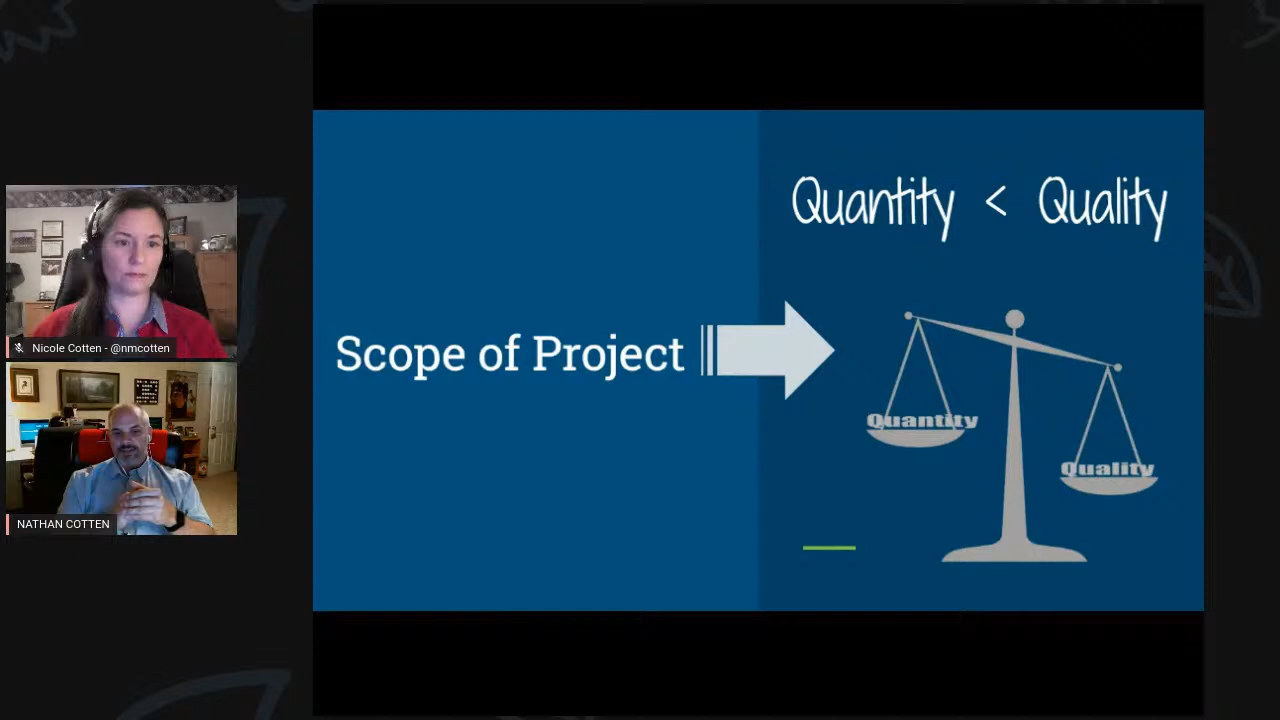 Quantity < Quality
Scope of Project
Quantity
Quality
Nicole Cotten - @nmcotten
NATHAN COTTEN